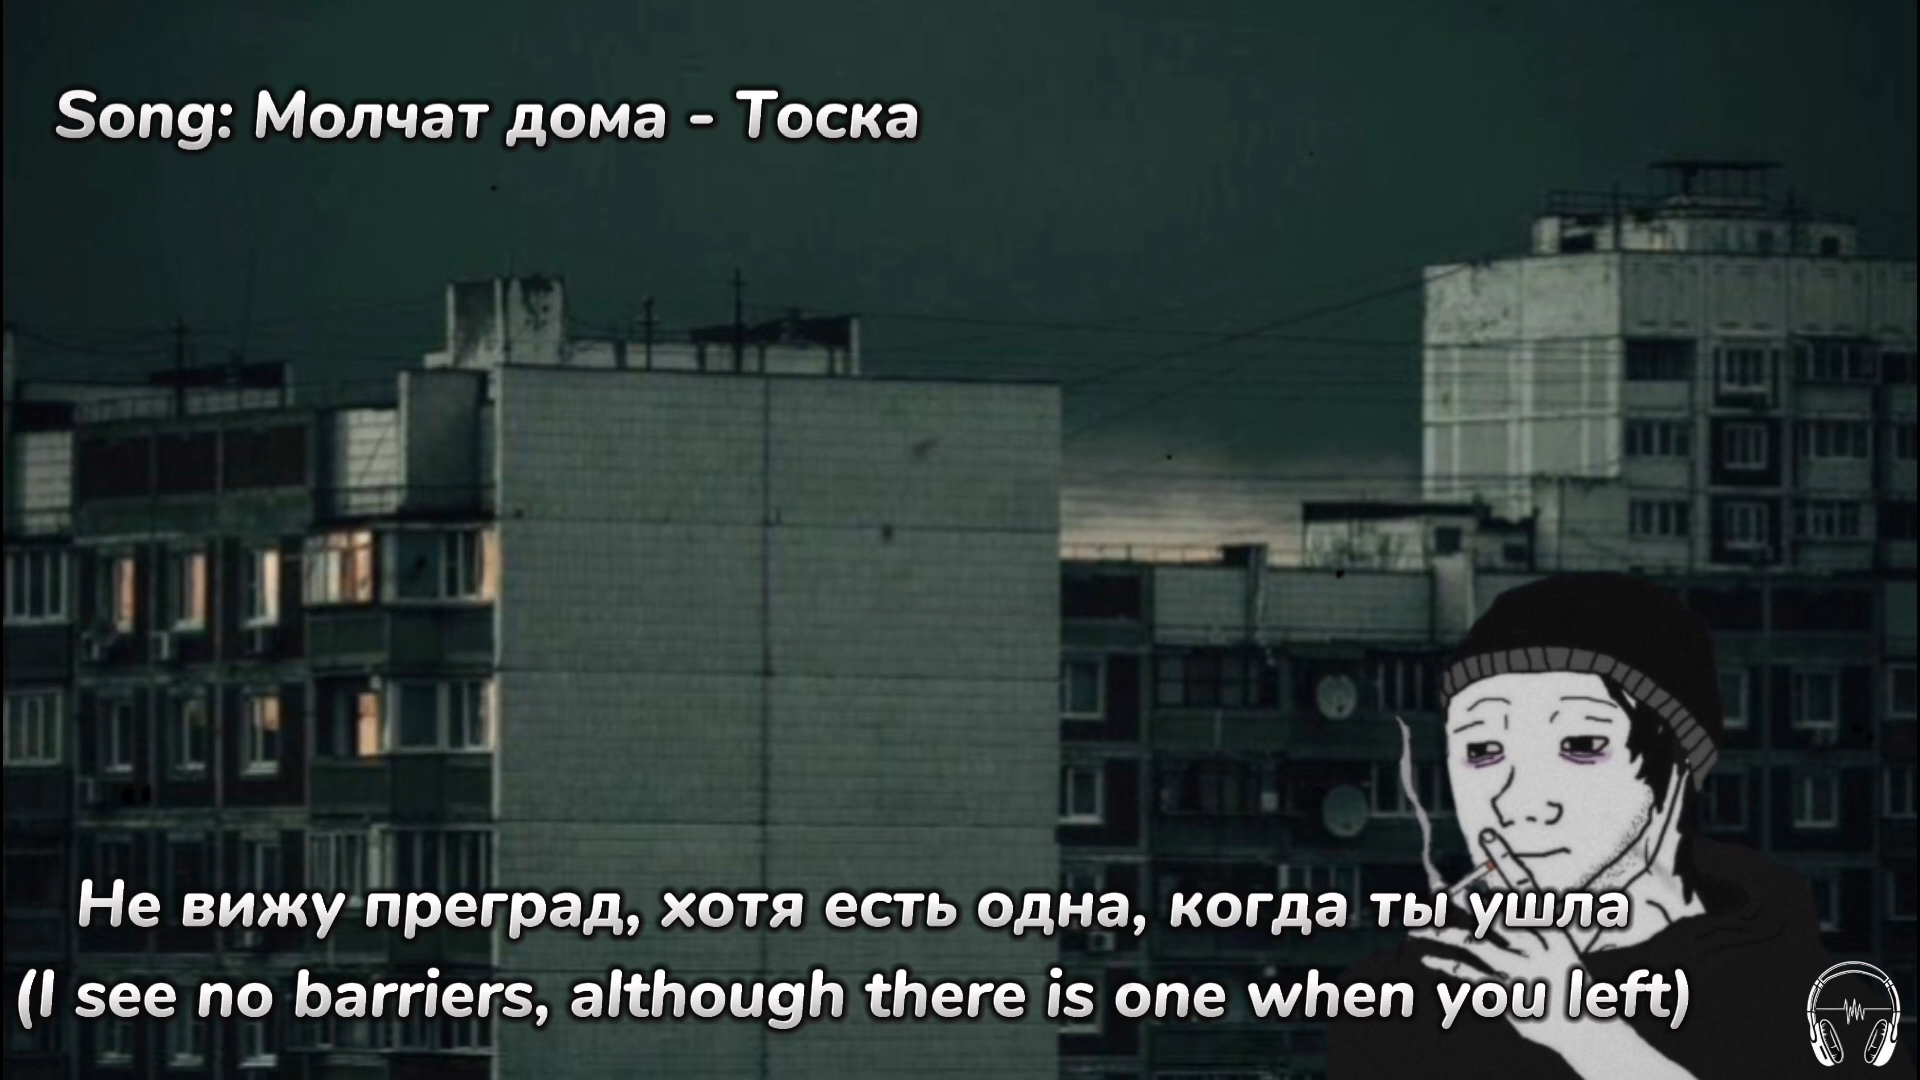 Song: Молчат дома - Тоска
Не вижу преград, хотя есть одна, когда ты ушла
(I see no barriers, although there is one when you left)